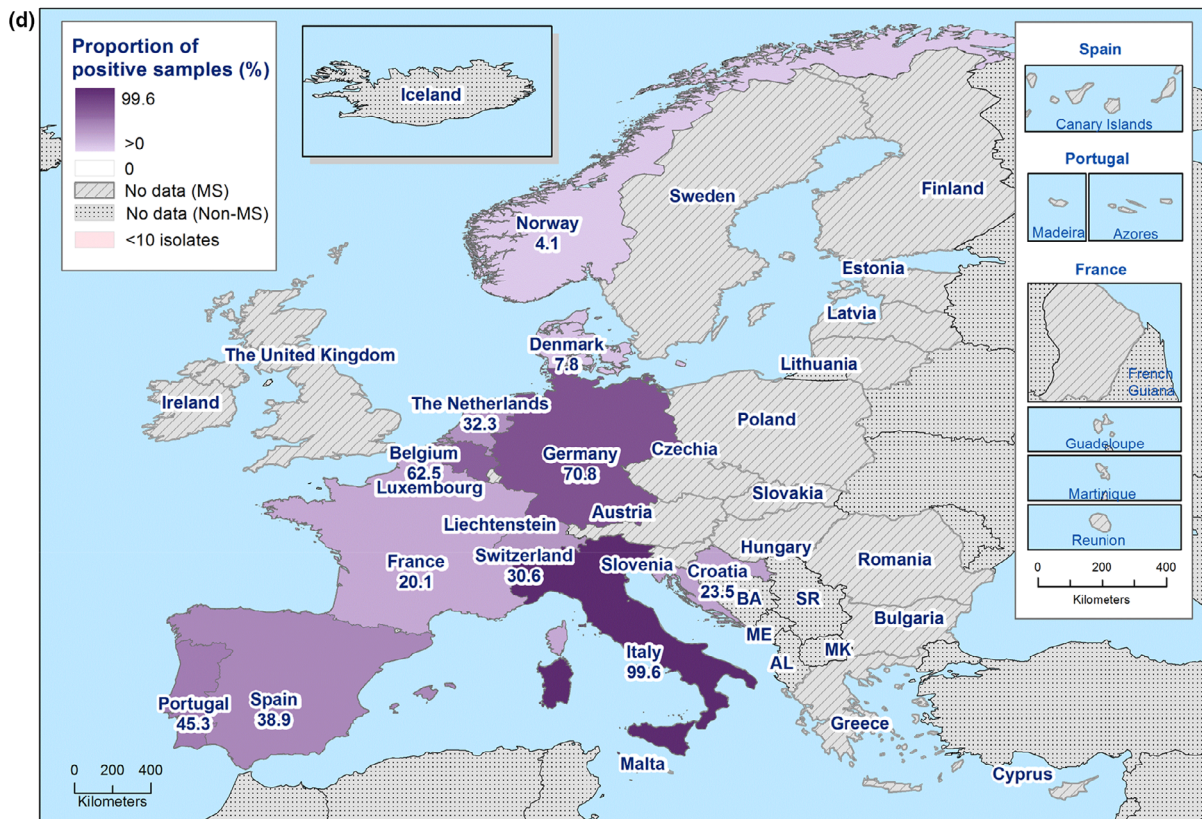 (d)
Proportion of
positive samples (%)
99.6
>0
0
No data (MS)
No data (Non-MS)
<10 isolates
Iceland
Spain
Canary Islands
Portugal
Madeira
Azores
France
French
Guiana
Guadeloupe
Martinique
Reunion
0 200 400
Kilometers
Norway
4.1
Sweden
Finland
Estonia
Latvia
Lithuania
Denmark
7.8
The United Kingdom
Ireland
The Netherlands
32.3
Belgium
62.5
Luxembourg
Germany
70.8
Poland
Czechia
Slovakia
Austria
Liechtenstein
Switzerland
30.6
France
20.1
Slovenia
Croatia
23.5
Hungary
Romania
BA
SR
Bulgaria
ME
MK
AL
Italy
99.6
Portugal
45.3
Spain
38.9
Greece
Malta
Cyprus
0 200 400
Kilometers